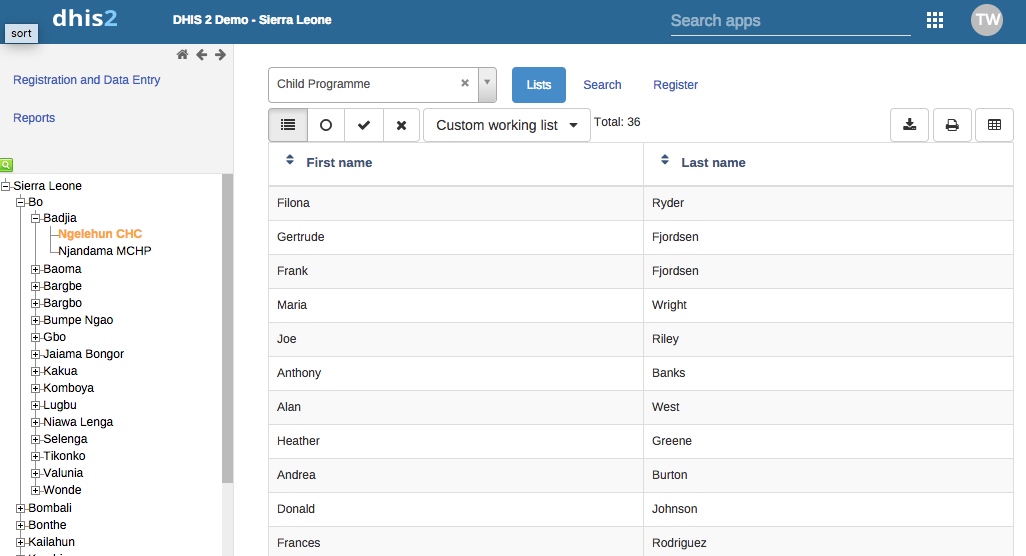 dhis2
DHIS 2 Demo - Sierra Leone
Search apps
TW
sort
Registration and Data Entry
Reports
Sierra Leone
Bo
Badjia
Ngelehun CHC
Njandama MCHP
Baoma
Bargbe
Bargbo
Bumpe Ngao
Gbo
Jaiama Bongor
Kakua
Komboya
Lugbu
Niawa Lenga
Selenga
Tikonko
Valunia
Wonde
Bombali
Bonthe
Kailahun
Child Programme
Lists Search Register
Custom working list Total: 36
First name Last name
Filona Ryder
Gertrude Fjordsen
Frank Fjordsen
Maria Wright
Joe Riley
Anthony Banks
Alan West
Heather Greene
Andrea Burton
Donald Johnson
Frances Rodriguez